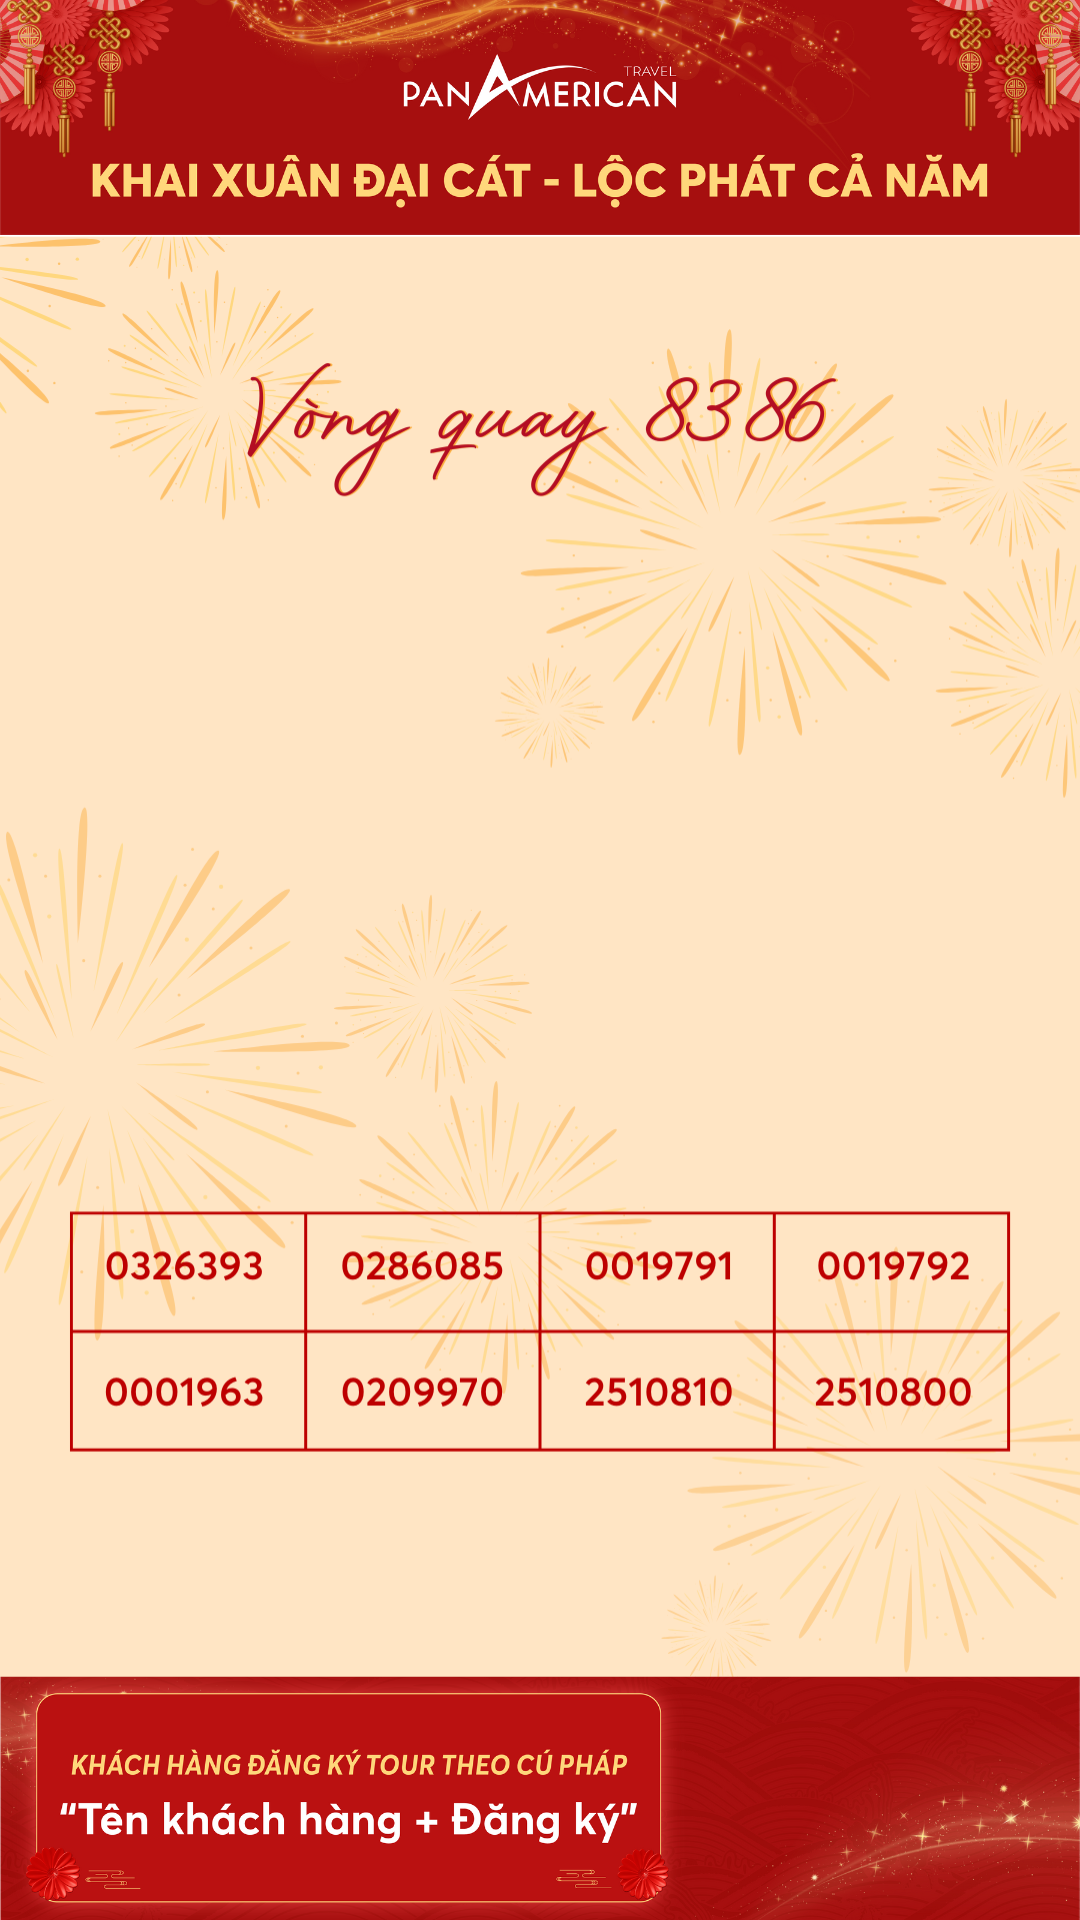 TRAVEL
PANAMERICAN
KHAI XUÂN ĐẠI CÁT - LỘC PHÁT CẢ NĂM
Vòng quay 8386
0326393 0286085 0019791 0019792
0001963 0209970 2510810 2510800
KHÁCH HÀNG ĐĂNG KÝ TOUR THEO CÚ PHÁP
“Tên khách hàng + Đăng ký”